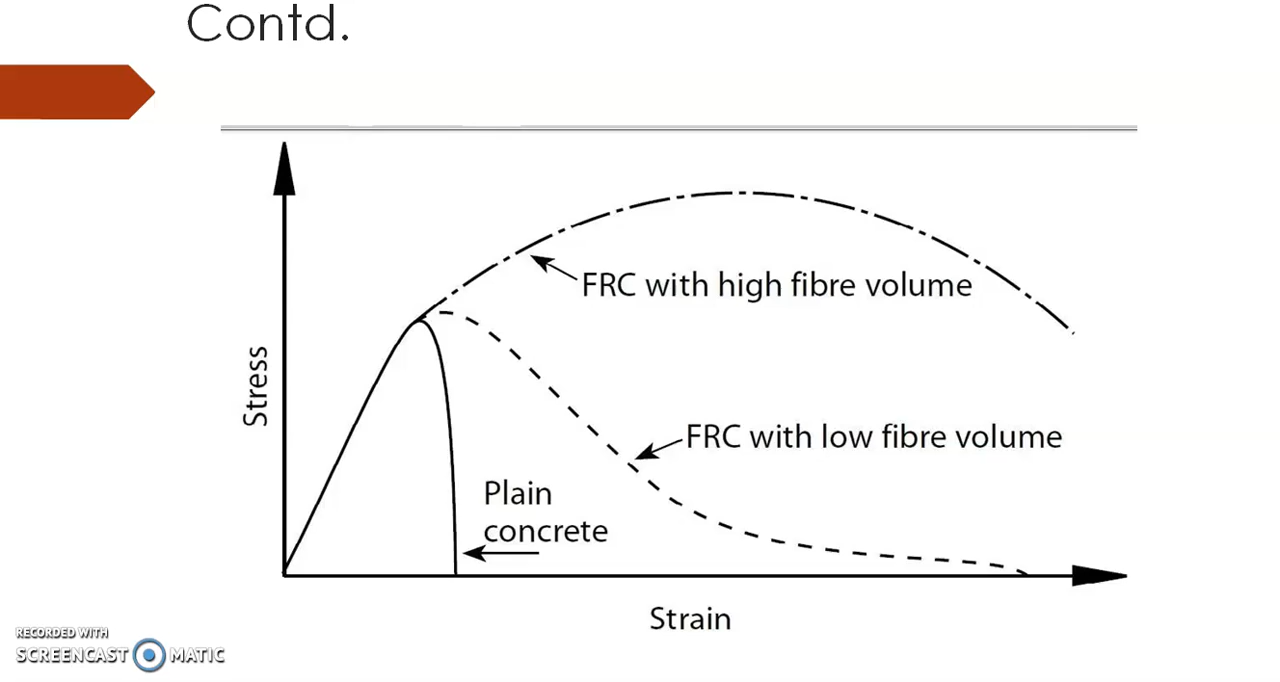 Contd.
FRC with high fibre volume
Stress
FRC with low fibre volume
Plain
concrete
Strain
RECORDED WITH
SCREENCAST MATIC